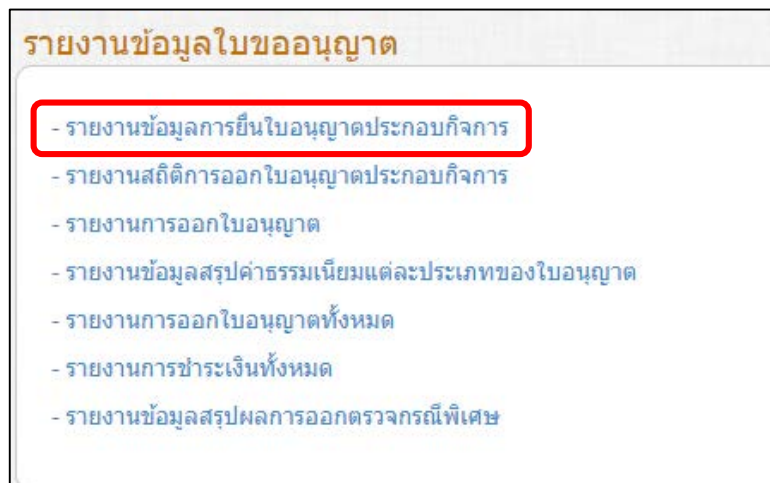 รายงานข้อมูลใบขออนุญาต
- รายงานข้อมูลการยื่นใบอนุญาตประกอบกิจการ
- รายงานสถิติการออกใบอนุญาตประกอบกิจการ
- รายงานการออกใบอนุญาต
- รายงานข้อมูลสรุปค่าธรรมเนียมแต่ละประเภทของใบอนุญาต
- รายงานการออกใบอนุญาตทั้งหมด
- รายงานการชำระเงินทั้งหมด
- รายงานข้อมูลสรุปผลการออกตรวจกรณีพิเศษ